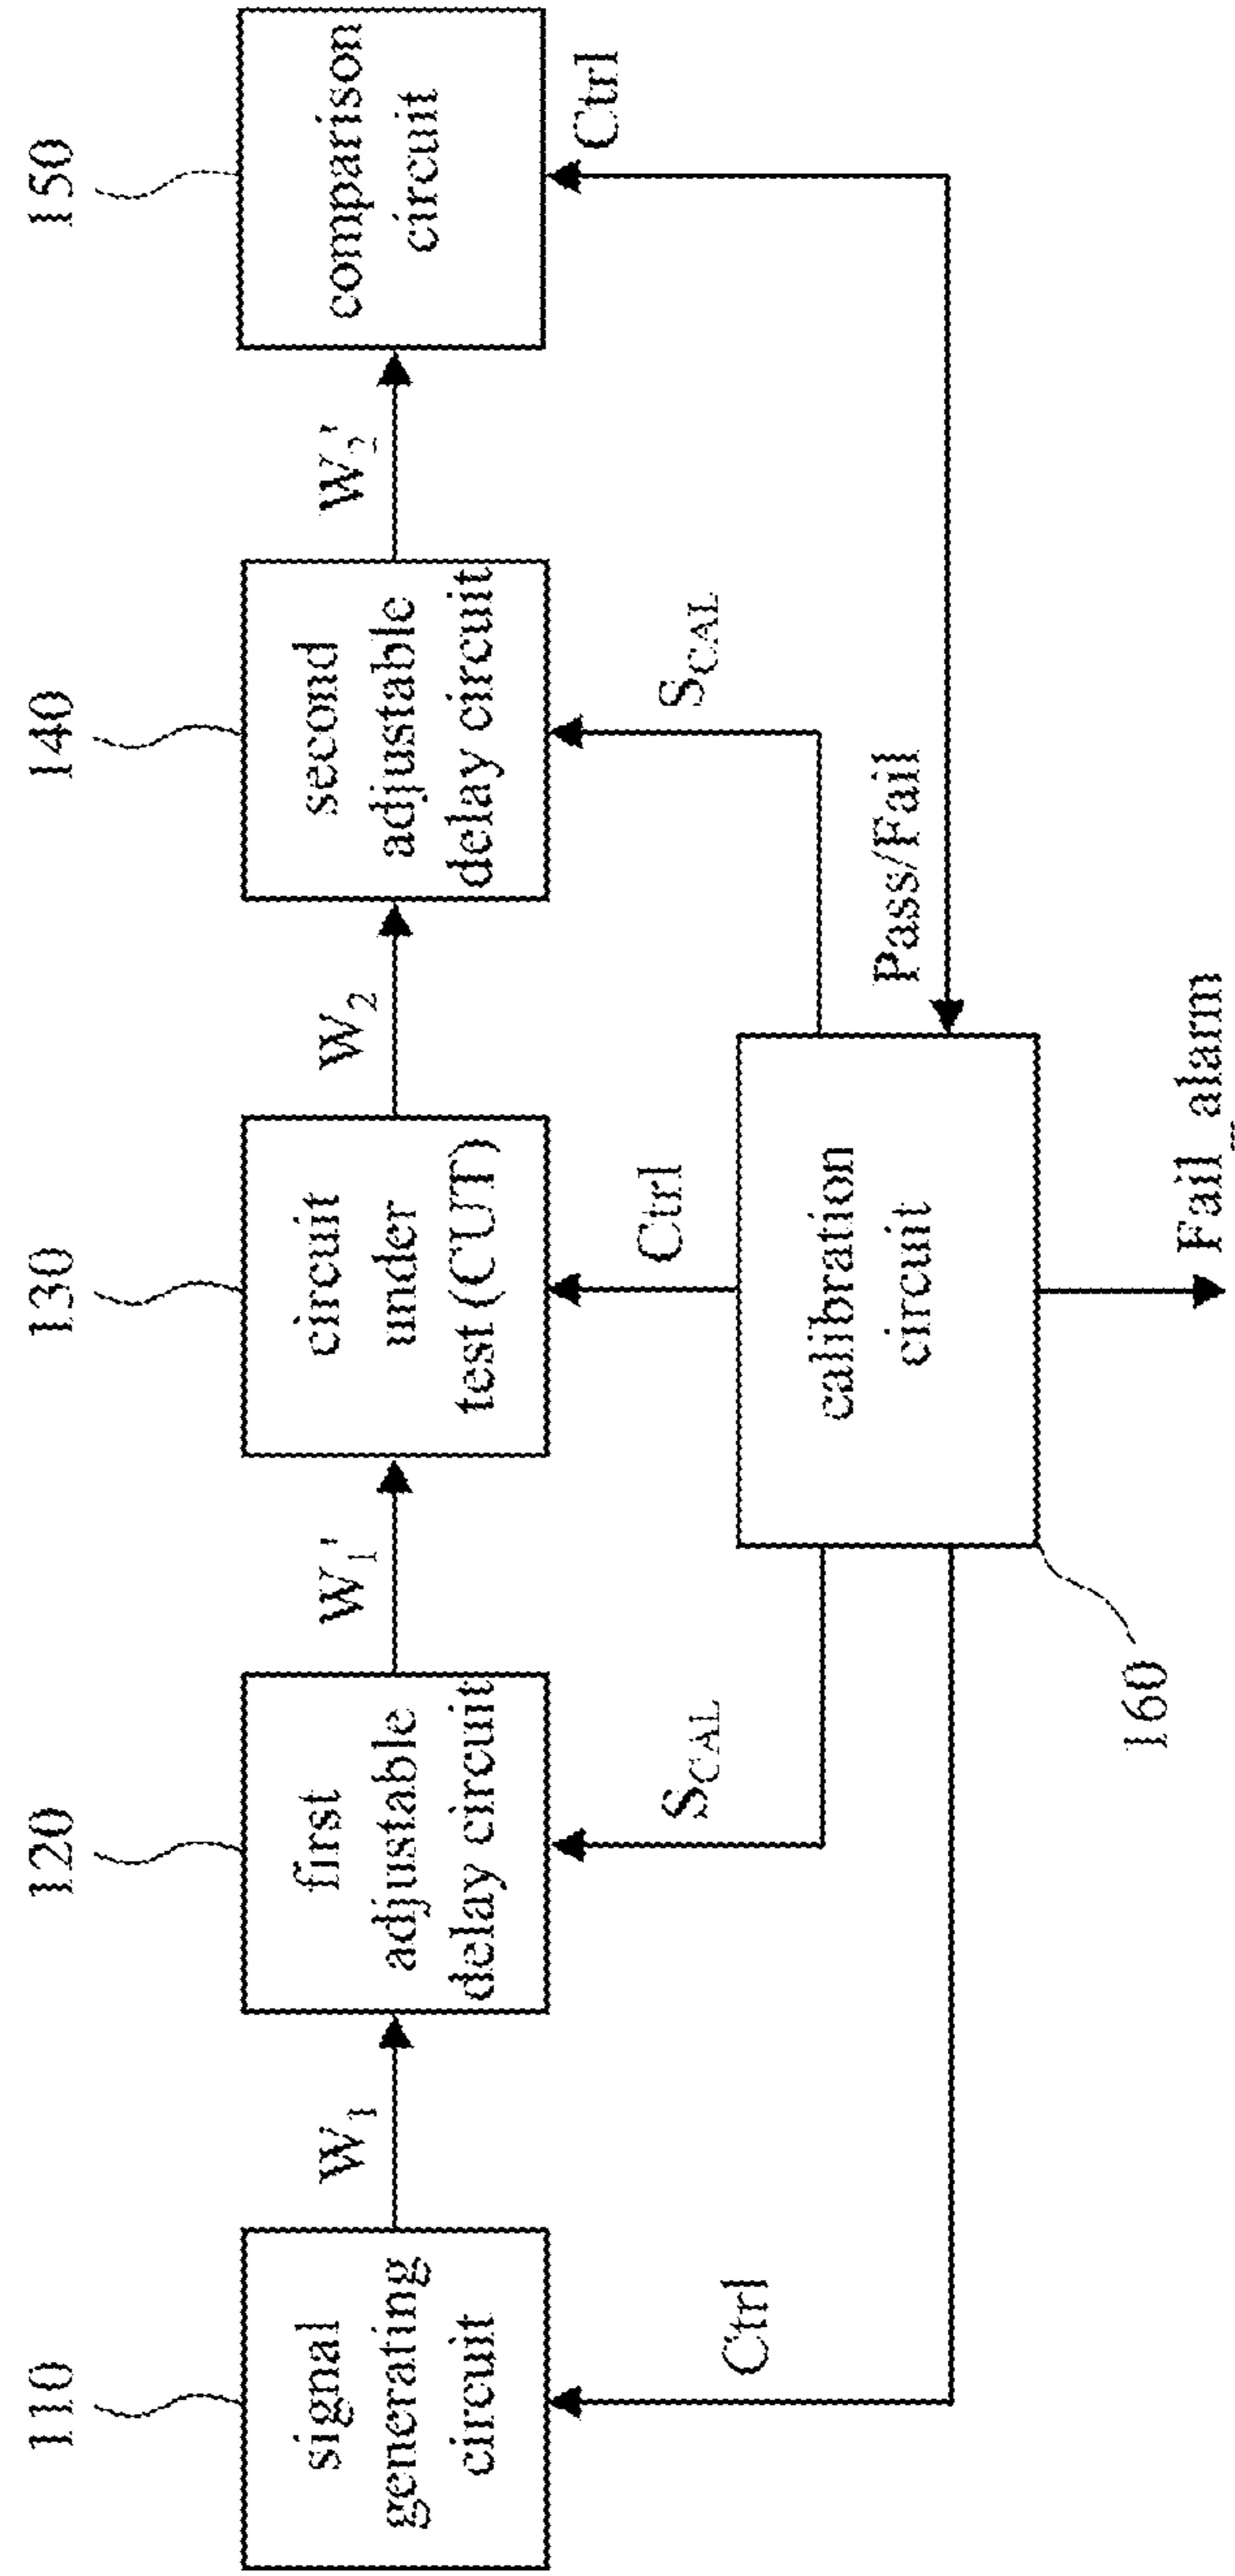 110
120
130
140
150
signal
generating
circuit
W1
first
adjustable
delay circuit
W1'
circuit
under
test (CUT)
W2
second
adjustable
delay circuit
W2'
comparison
circuit
Ctrl
SCAL
Ctrl
SCAL
Ctrl
Pass/Fail
calibration
circuit
160
Fail_alarm